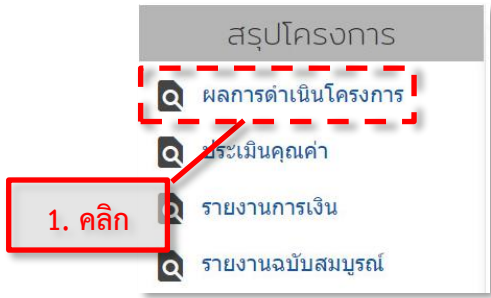 สรุปโครงการ
ผลการดำเนินโครงการ
ประเมินคุณค่า
1. คลิก
รายงานการเงิน
รายงานฉบับสมบูรณ์